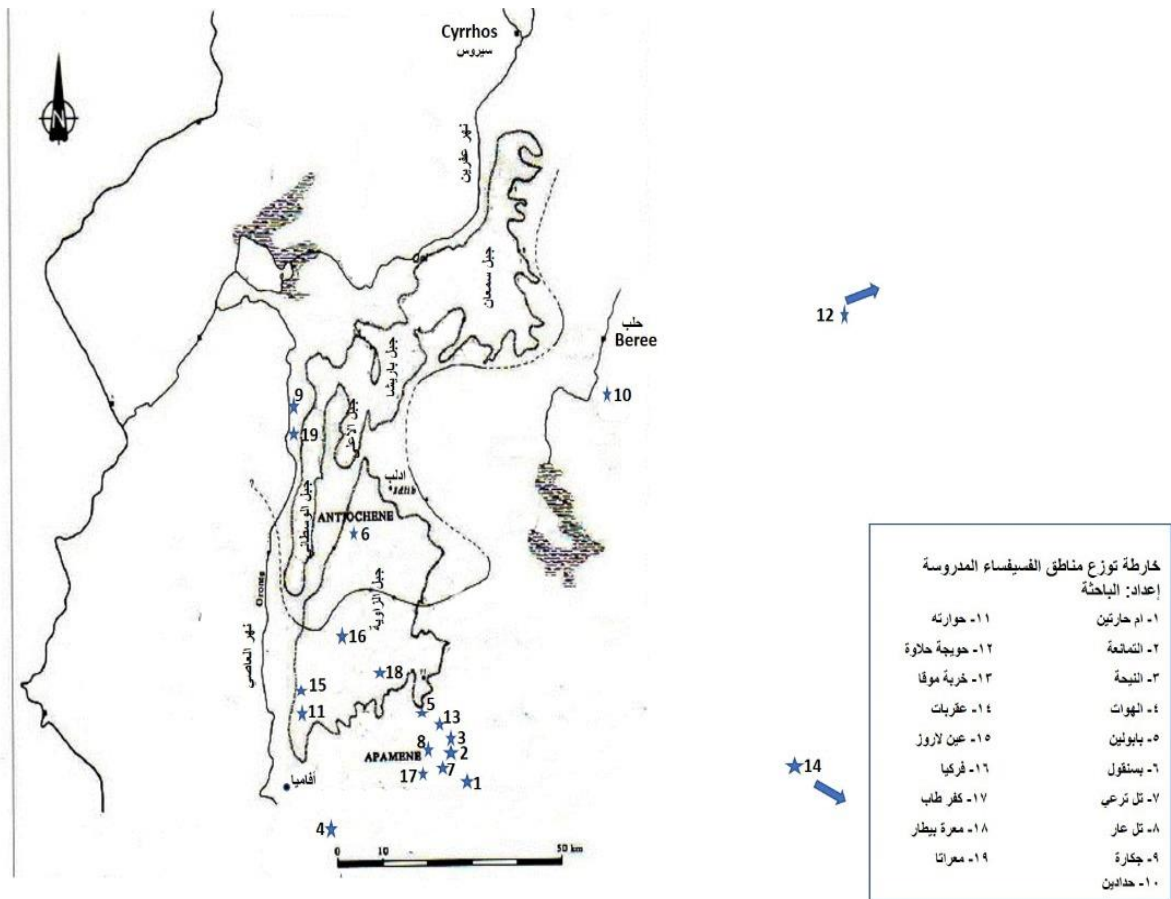 Cyrrhos
سيروس
N
نهر عفرين
جبل سمعان
12
حلب
Beree
10
جبل باريشا
9
19
ادلب
Idlib
جبل الوسطاني
ANTIOCHENE
6
Oronte
نهر العاصي
جبل الزاوية
16
18
15
11
5
13
3
8
2
APAMENE
7
17
1
أفاميا
14
4
0
10
50 km
خارطة توزع مناطق الفسيفساء المدروسة
إعداد: الباحثة
١- ام حارتين
١١- حوارته
٢- التمانعة
١٢- حويجة حلاوة
٣- النيحة
١٣- خربة موقا
٤- الهوات
١٤- عقربات
٥- بابولين
١٥- عين لاروز
٦- بسنقول
١٦- فركيا
٧- تل ترعي
١٧- كفر طاب
٨- تل عار
١٨- معرة بيطار
٩- جكارة
١٩- معراتا
١٠- حدادين